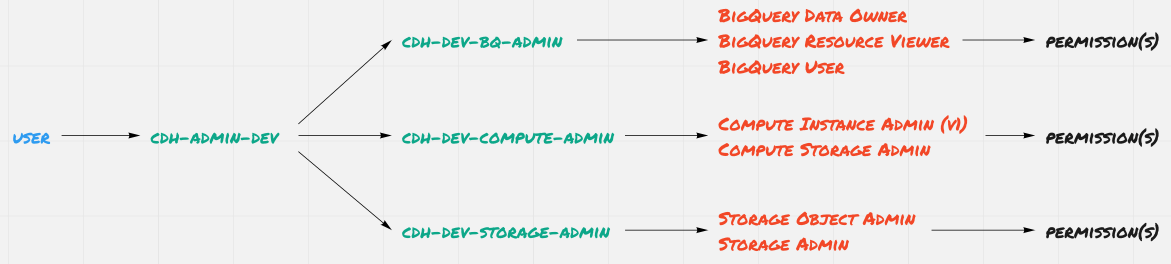 BigQuery Data Owner
BigQuery Resource Viewer
BigQuery User
cdh-dev-bq-admin
permission(s)
user
cdh-admin-dev
cdh-dev-compute-admin
Compute Instance Admin (v1)
Compute Storage Admin
permission(s)
cdh-dev-storage-admin
Storage Object Admin
Storage Admin
permission(s)